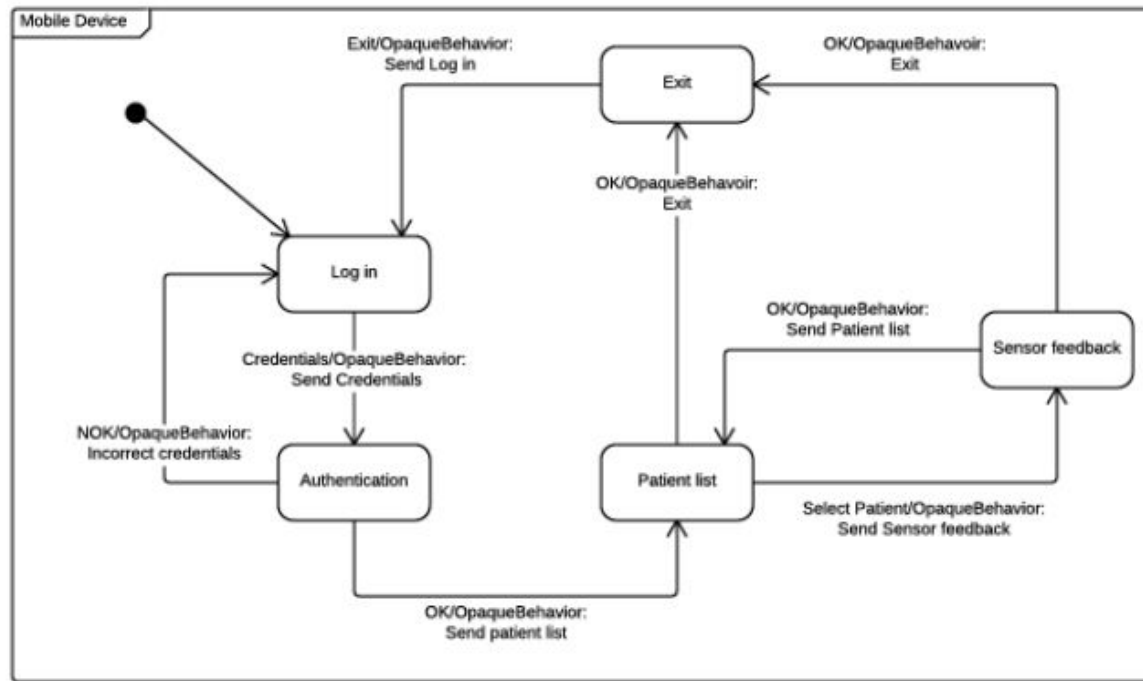 Mobile Device
Exit/OpaqueBehavior:
Send Log in
Exit
OK/OpaqueBehavoir:
Exit
OK/OpaqueBehavoir:
Exit
Log in
OK/OpaqueBehavior:
Send Patient list
Sensor feedback
Credentials/OpaqueBehavior:
Send Credentials
NOK/OpaqueBehavior:
Incorrect credentials
Authentication
Patient list
Select Patient/OpaqueBehavior:
Send Sensor feedback
OK/OpaqueBehavior:
Send patient list